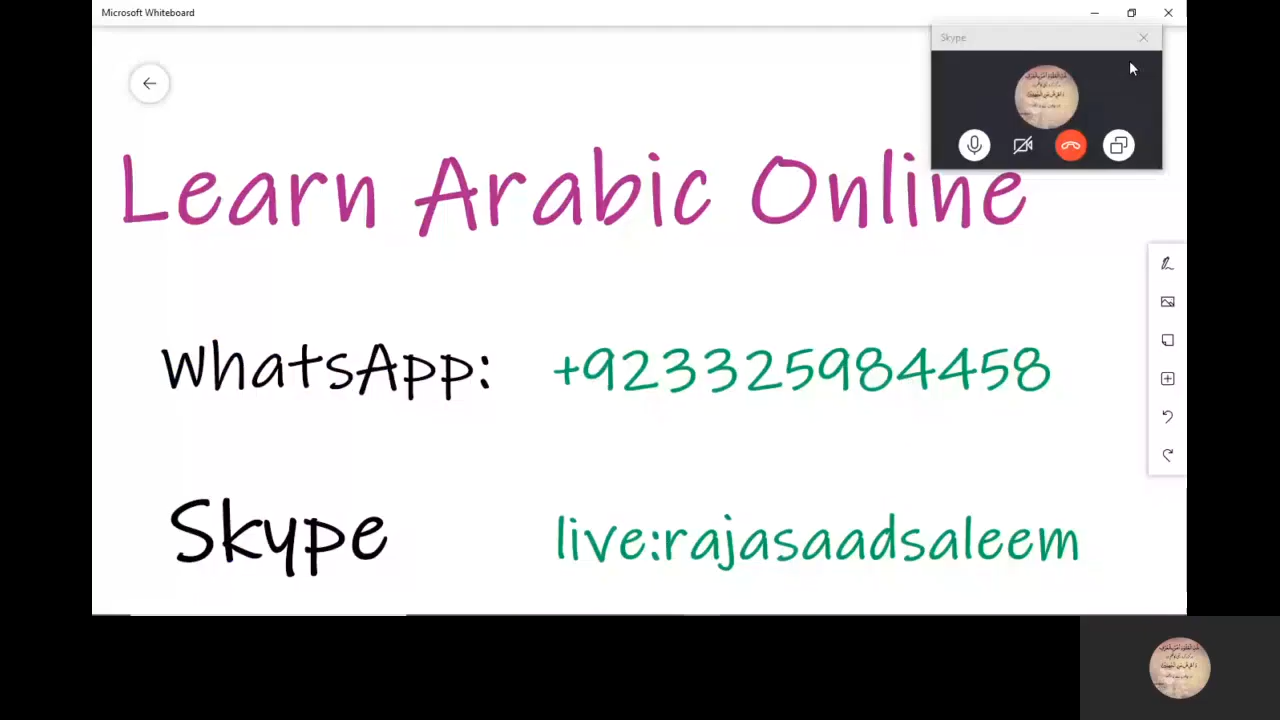 Microsoft Whiteboard
Skype
Learn Arabic Online
WhatsApp: +923325984458
Skype live:rajasaadsaleem